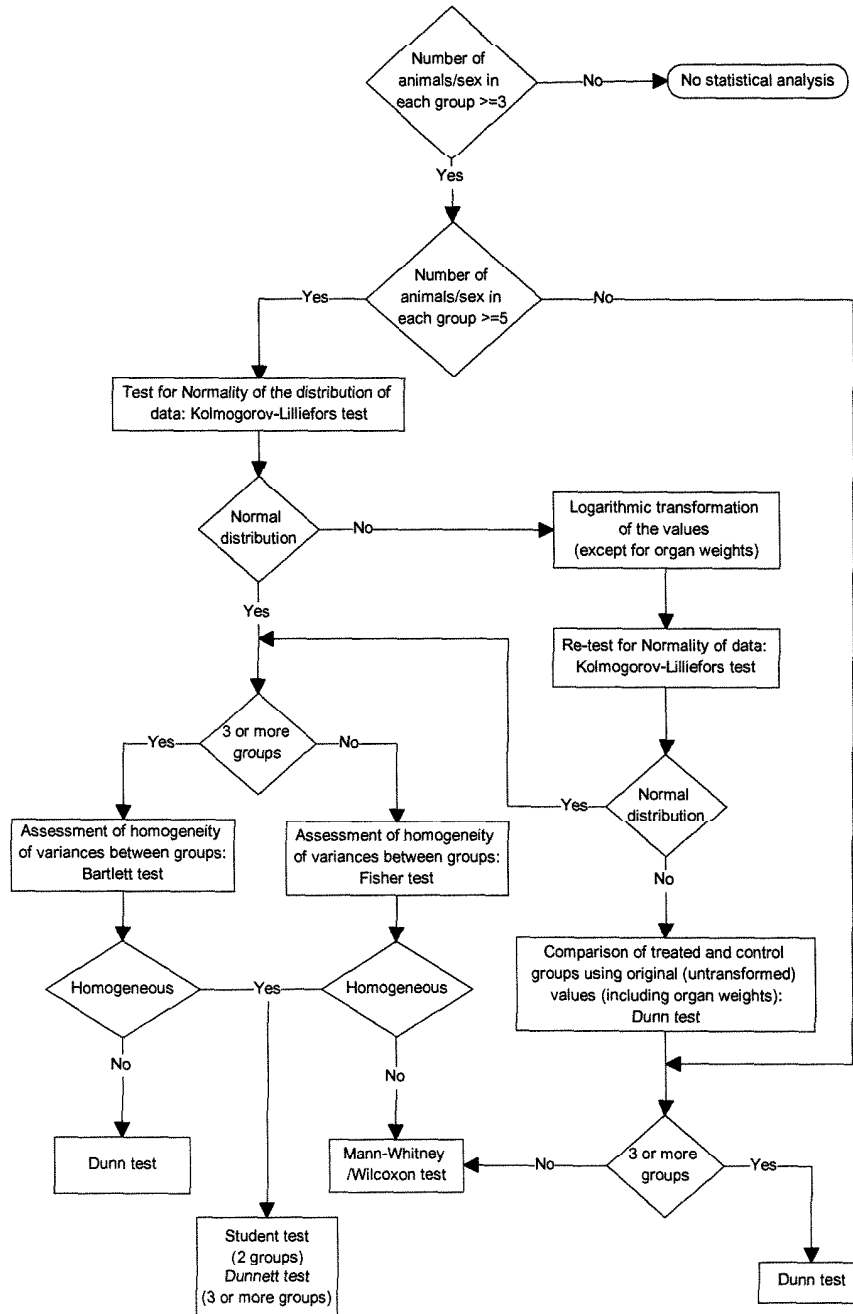 Number of
animals/sex in
each group >=3
No
No statistical analysis
Yes
Number of
animals/sex in
each group >=5
Yes
No
Test for Normality of the distribution of
data: Kolmogorov-Lilliefors test
Normal
distribution
No
Logarithmic transformation
of the values
(except for organ weights)
Yes
Re-test for Normality of data:
Kolmogorov-Lilliefors test
3 or more
groups
Yes
No
Normal
distribution
Yes
No
Assessment of homogeneity
of variances between groups:
Bartlett test
Assessment of homogeneity
of variances between groups:
Fisher test
Comparison of treated and control
groups using original (untransformed)
values (including organ weights):
Dunn test
Homogeneous
Yes
Homogeneous
No
No
Dunn test
Mann-Whitney
/Wilcoxon test
No
3 or more
groups
Yes
Student test
(2 groups)
Dunnett test
(3 or more groups)
Dunn test